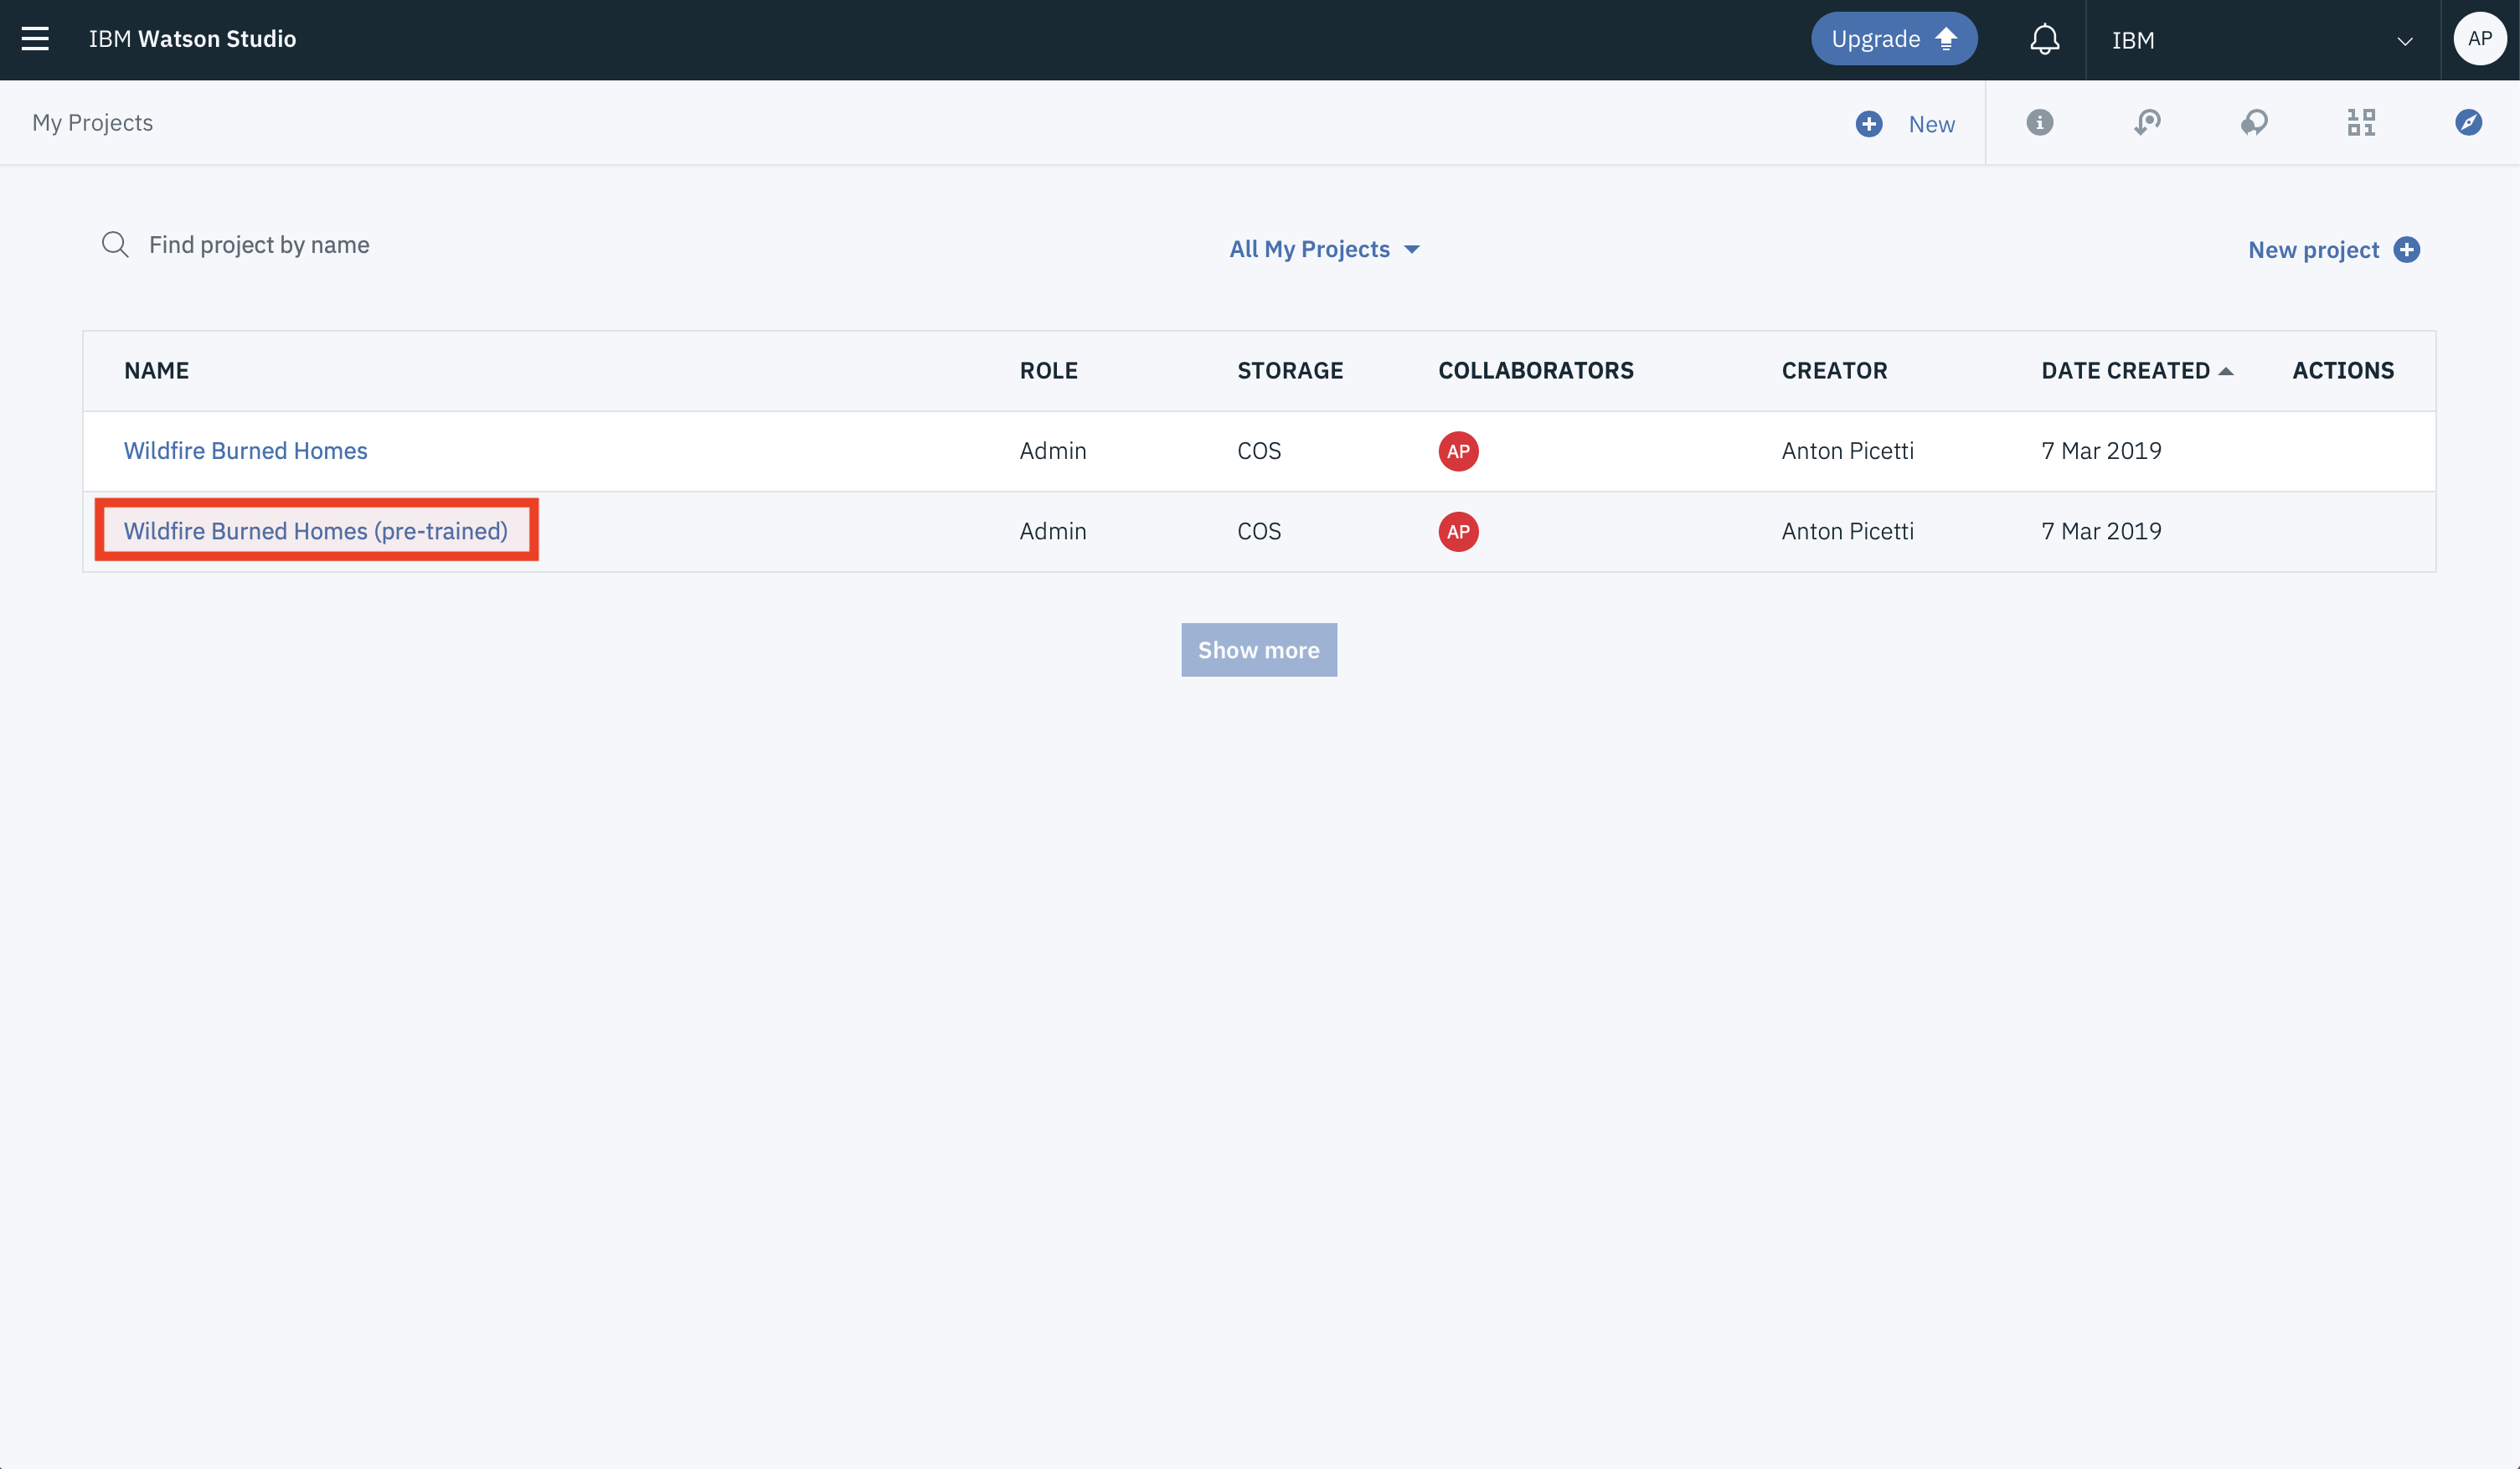 IBM Watson Studio
Upgrade
IBM
AP
My Projects
New
Find project by name
All My Projects
New project
NAME ROLE STORAGE COLLABORATORS CREATOR DATE CREATED ACTIONS
Wildfire Burned Homes Admin COS AP Anton Picetti 7 Mar 2019
Wildfire Burned Homes (pre-trained) Admin COS AP Anton Picetti 7 Mar 2019
Show more